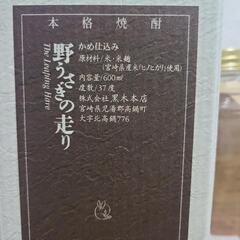 本格焼酎
野うさぎの走り
The Leaping Hare
かめ仕込み
原材料/米・米麹
(宮崎県産米「ヒノヒカリ」使用)
内容量/600ml
度数/37度
株式会社 黒木本店
宮崎県児湯郡高鍋町
大字北高鍋776